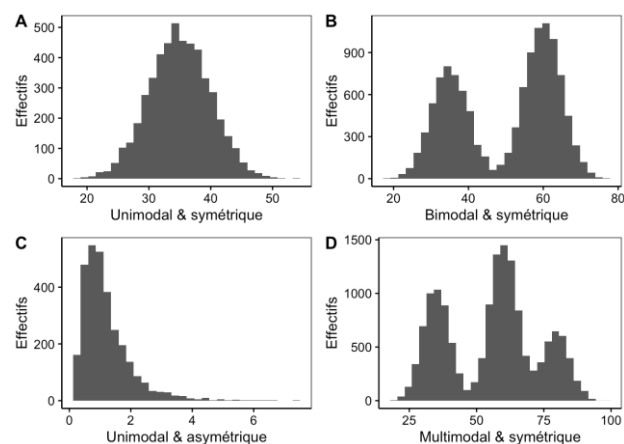 A
Effectifs
500
400
300
200
100
0
20 30 40 50
Unimodal & symétrique
B
Effectifs
900
600
300
0
20 40 60 80
Bimodal & symétrique
C
Effectifs
400
200
0
0 2 4 6
Unimodal & asymétrique
D
Effectifs
1500
1000
500
0
25 50 75 100
Multimodal & symétrique